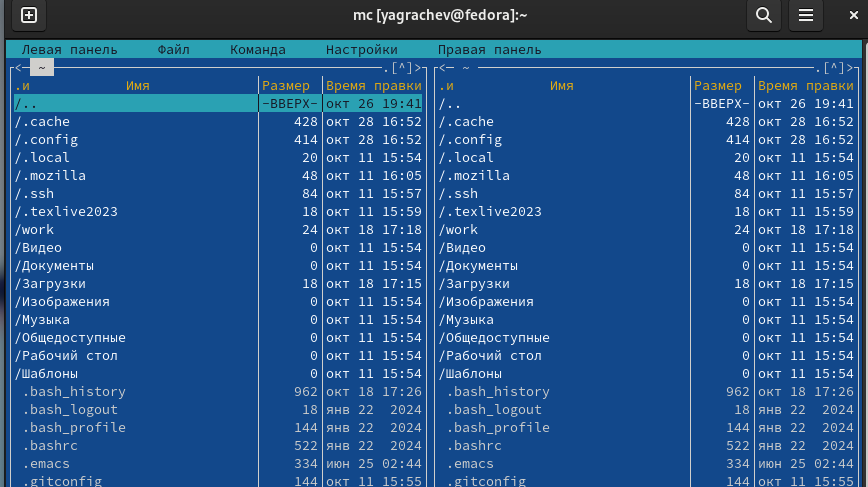 mc [yagrachev@fedora]:~
Левая панель Файл Команда Настройки Правая панель
<─ ~ .[^]> <─ ~ .[^]>
.и Имя Размер Время правки .и Имя Размер Время правки
/.. -ВВЕРХ- окт 26 19:41 /.. -ВВЕРХ- окт 26 19:41
/.cache 428 окт 28 16:52 /.cache 428 окт 28 16:52
/.config 414 окт 28 16:52 /.config 414 окт 28 16:52
/.local 20 окт 11 15:54 /.local 20 окт 11 15:54
/.mozilla 48 окт 11 16:05 /.mozilla 48 окт 11 16:05
/.ssh 84 окт 11 15:57 /.ssh 84 окт 11 15:57
/.texlive2023 18 окт 11 15:59 /.texlive2023 18 окт 11 15:59
/work 24 окт 18 17:18 /work 24 окт 18 17:18
/Видео 0 окт 11 15:54 /Видео 0 окт 11 15:54
/Документы 0 окт 11 15:54 /Документы 0 окт 11 15:54
/Загрузки 18 окт 18 17:15 /Загрузки 18 окт 18 17:15
/Изображения 0 окт 11 15:54 /Изображения 0 окт 11 15:54
/Музыка 0 окт 11 15:54 /Музыка 0 окт 11 15:54
/Общедоступные 0 окт 11 15:54 /Общедоступные 0 окт 11 15:54
/Рабочий стол 0 окт 11 15:54 /Рабочий стол 0 окт 11 15:54
/Шаблоны 0 окт 11 15:54 /Шаблоны 0 окт 11 15:54
.bash_history 962 окт 18 17:26 .bash_history 962 окт 18 17:26
.bash_logout 18 янв 22 2024 .bash_logout 18 янв 22 2024
.bash_profile 144 янв 22 2024 .bash_profile 144 янв 22 2024
.bashrc 522 янв 22 2024 .bashrc 522 янв 22 2024
.emacs 334 июн 25 02:44 .emacs 334 июн 25 02:44
.gitconfig 144 окт 11 15:55 .gitconfig 144 окт 11 15:55